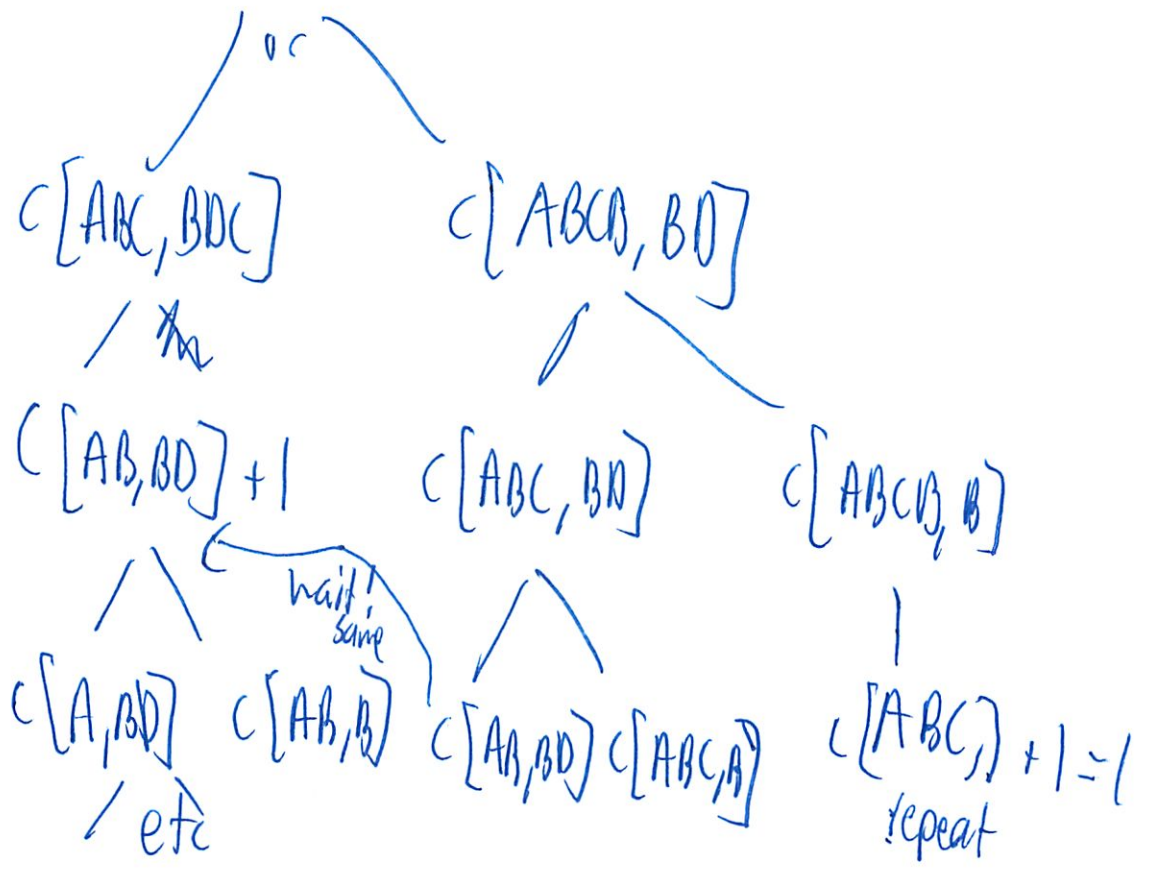 or
C[ABC,BDC] C[ABCB,BD]
C[AB,BD]+1 C[ABC,BD] C[ABCB,B]
wait!
same
C[A,BD] C[AB,B] C[AB,BD] C[ABC,B] C[ABC,]+1=1
etc repeat